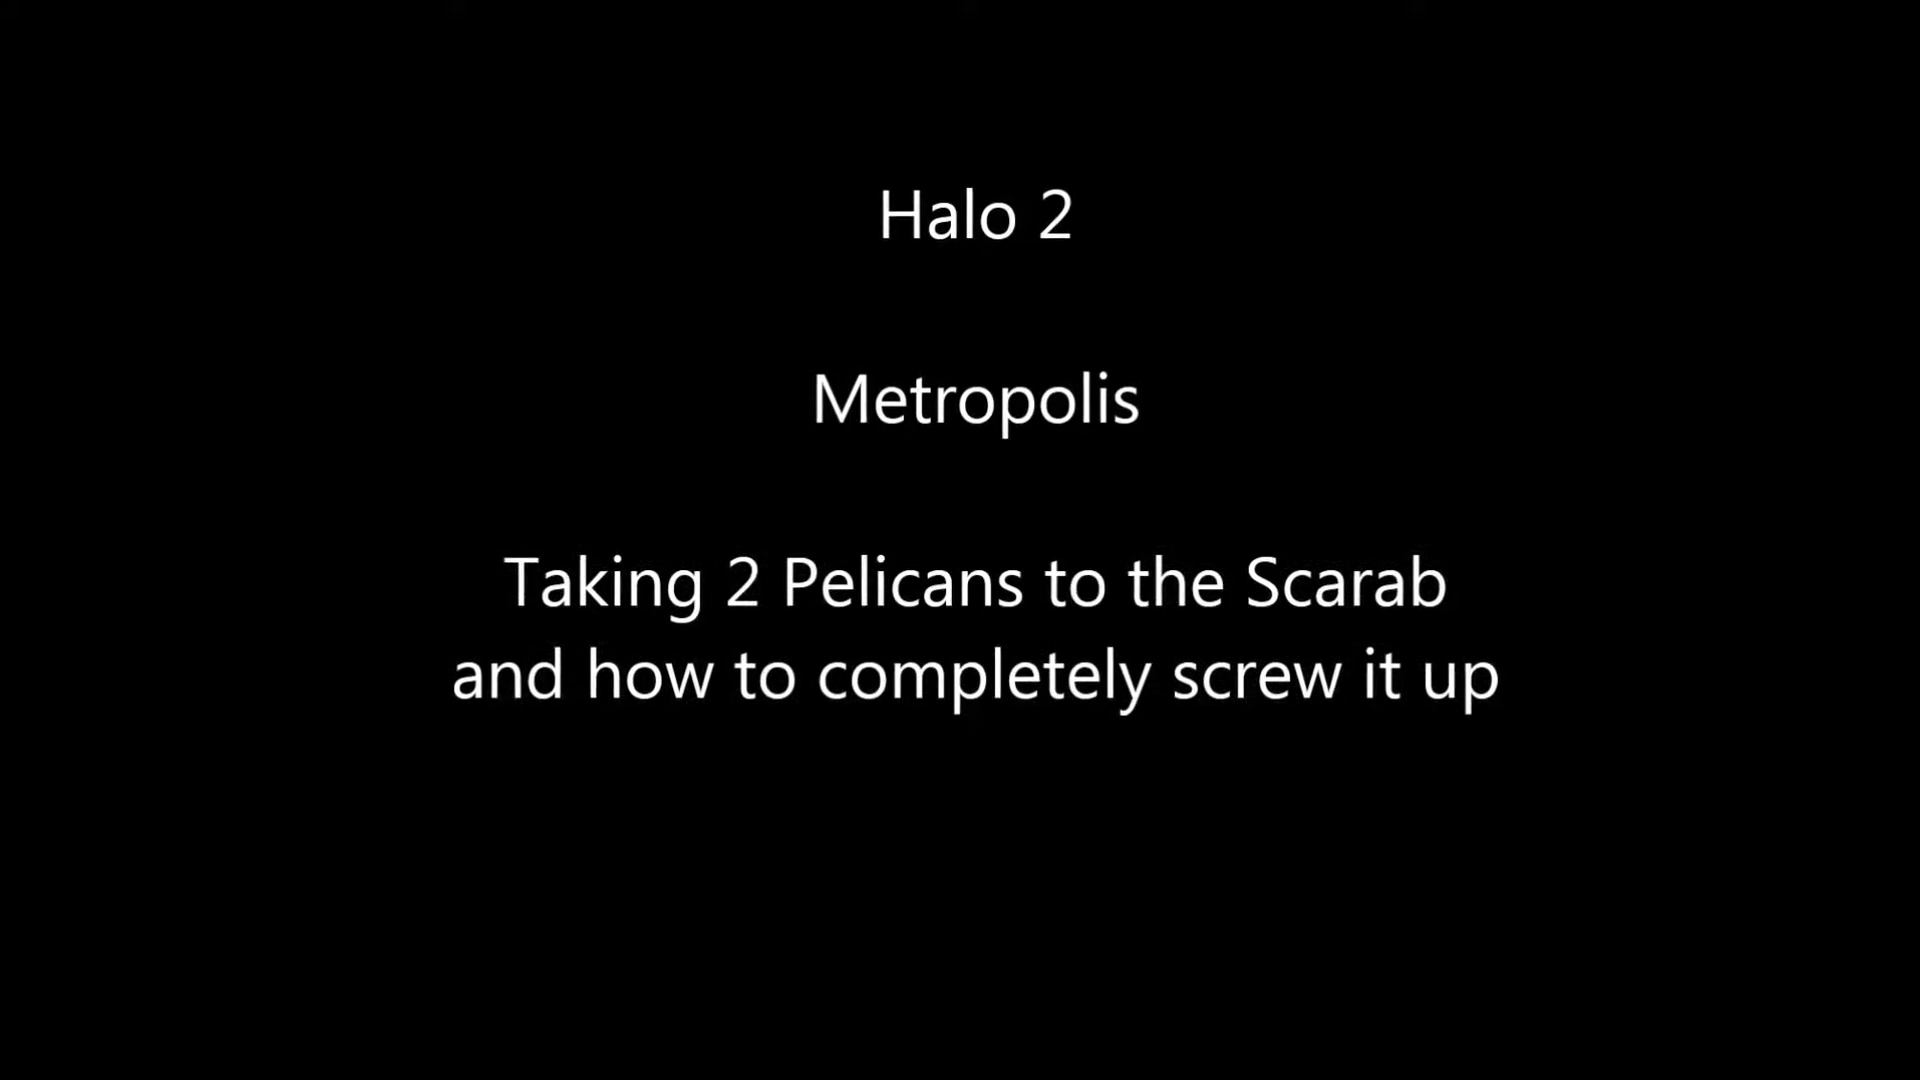 Halo 2
Metropolis
Taking 2 Pelicans to the Scarab
and how to completely screw it up